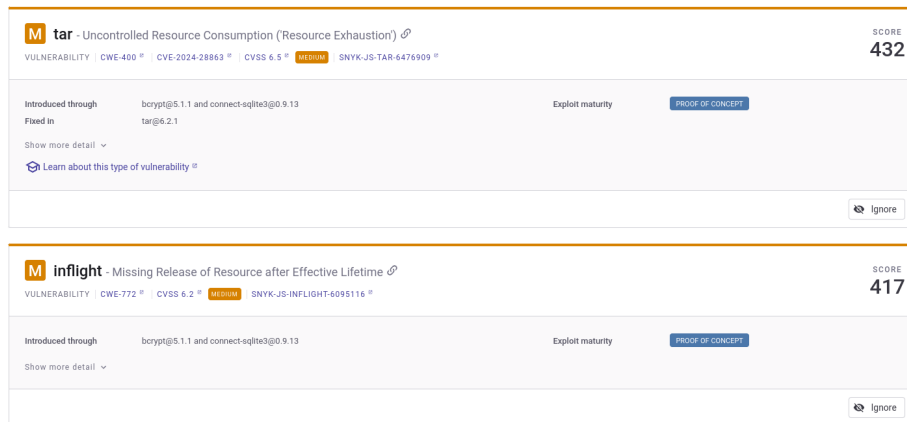 M tar - Uncontrolled Resource Consumption ('Resource Exhaustion')
SCORE
432
VULNERABILITY | CWE-400 | CVE-2024-28863 | CVSS 6.5 MEDIUM | SNYK-JS-TAR-6476909
Introduced through bcrypt@5.1.1 and connect-sqlite3@0.9.13 Exploit maturity PROOF OF CONCEPT
Fixed in tar@6.2.1
Show more detail
Learn about this type of vulnerability
Ignore
M inflight - Missing Release of Resource after Effective Lifetime
SCORE
417
VULNERABILITY | CWE-772 | CVSS 6.2 MEDIUM | SNYK-JS-INFLIGHT-6095116
Introduced through bcrypt@5.1.1 and connect-sqlite3@0.9.13 Exploit maturity PROOF OF CONCEPT
Show more detail
Ignore